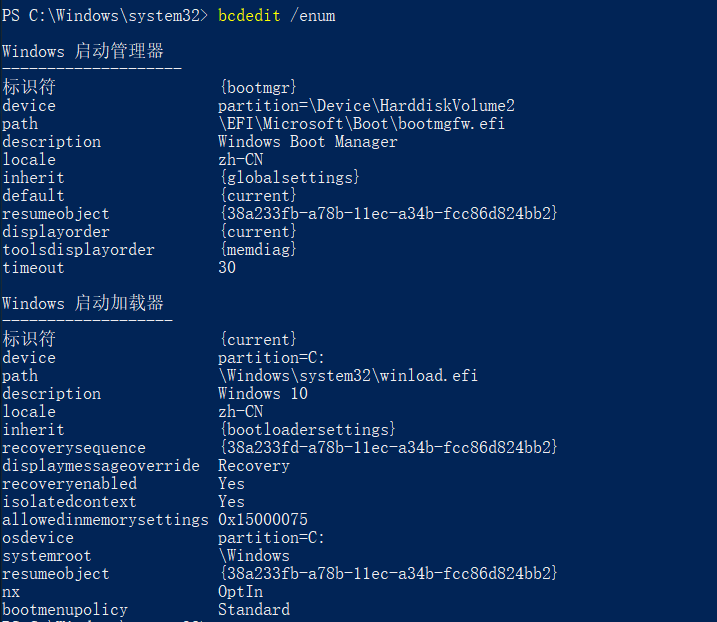 PS C:\Windows\system32> bcdedit /enum
Windows 启动管理器
--------------------
标识符                  {bootmgr}
device                  partition=\Device\HarddiskVolume2
path                    \EFI\Microsoft\Boot\bootmgfw.efi
description             Windows Boot Manager
locale                  zh-CN
inherit                 {globalsettings}
default                 {current}
resumeobject            {38a233fb-a78b-11ec-a34b-fcc86d824bb2}
displayorder            {current}
toolsdisplayorder       {memdiag}
timeout                 30
Windows 启动加载器
-------------------
标识符                  {current}
device                  partition=C:
path                    \Windows\system32\winload.efi
description             Windows 10
locale                  zh-CN
inherit                 {bootloadersettings}
recoverysequence        {38a233fd-a78b-11ec-a34b-fcc86d824bb2}
displaymessageoverride  Recovery
recoveryenabled         Yes
isolatedcontext         Yes
allowedinmemorysettings 0x15000075
osdevice                partition=C:
systemroot              \Windows
resumeobject            {38a233fb-a78b-11ec-a34b-fcc86d824bb2}
nx                      OptIn
bootmenupolicy          Standard